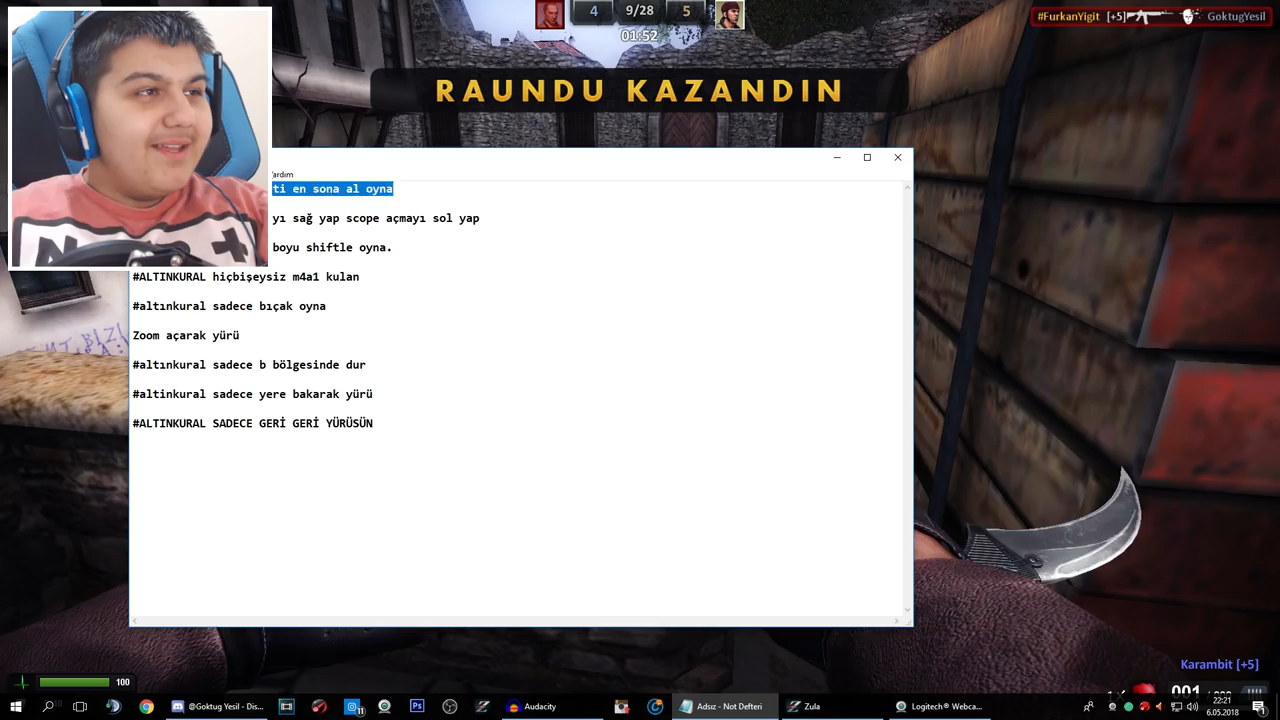 4 9/28 5
01:52
#FurkanYigit [+5] GoktugYesil
RAUNDU KAZANDIN
ti en sona al oyna
yı sağ yap scope açmayı sol yap
boyu shiftle oyna.
#ALTINKURAL hiçbişeysiz m4a1 kulan
#altınkural sadece bıçak oyna
Zoom açarak yürü
#altınkural sadece b bölgesinde dur
#altinkural sadece yere bakarak yürü
#ALTINKURAL SADECE GERİ GERİ YÜRÜSÜN
Karambit [+5]
100
001
@Goktug Yesil - Dis...
11
Ps
Audacity
Adsız - Not Defteri
Zula
Logitech® Webca...
22:21
6.05.2018